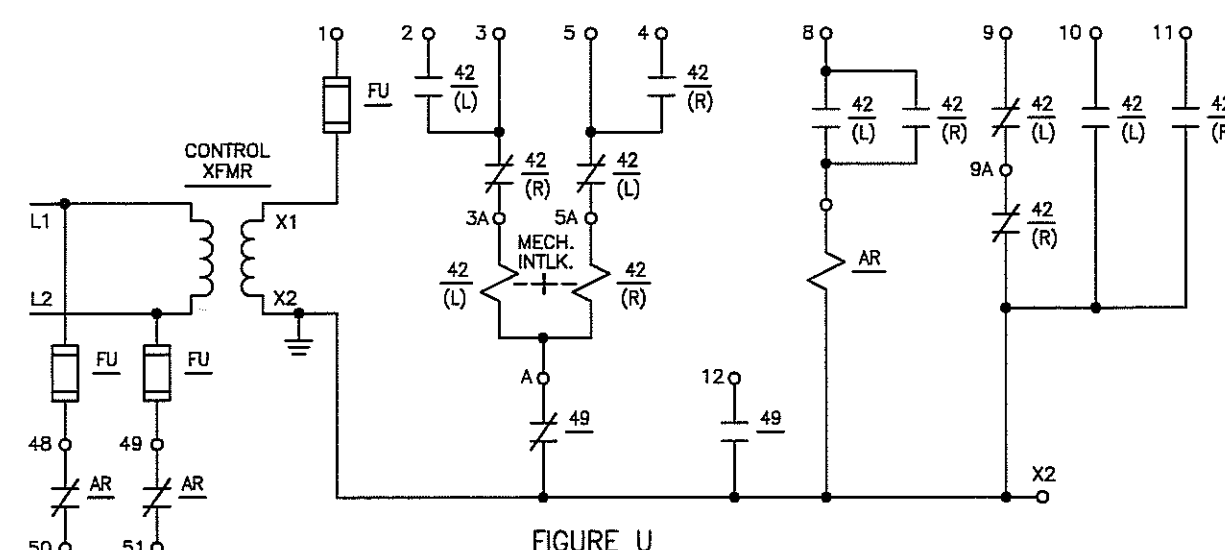 1 2 3 5 4 8 9 10 11
FU
42
(L)
42
(R)
42
(L)
42
(R)
42
(L)
42
(L)
CONTROL
XFMR
42
(R)
42
(L)
9A
L1
X1
3A
5A
42
(R)
MECH.
INTLK.
42
(L)
42
(R)
AR
L2
X2
FU
FU
A
12
49
49
48
49
AR
AR
X2
50
51
FIGURE U